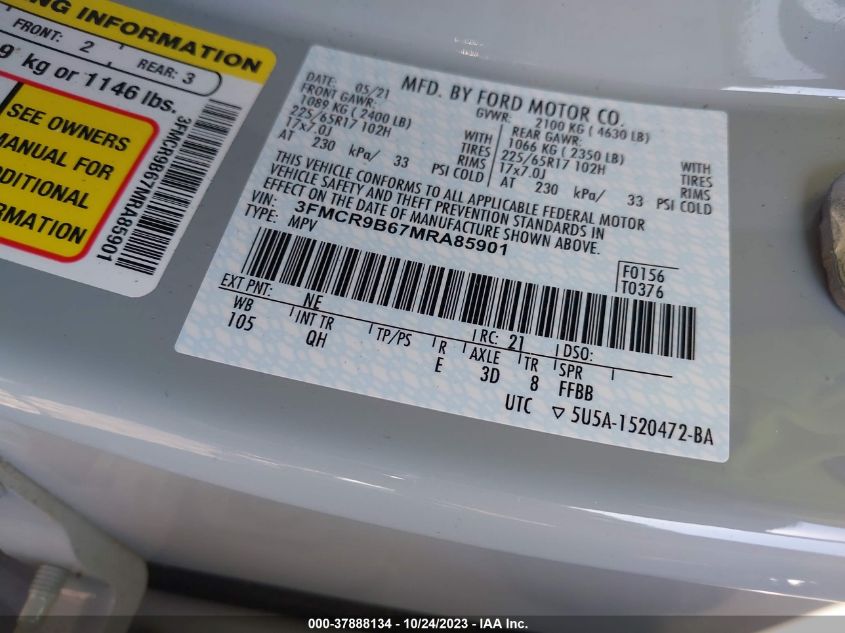 NG INFORMATION
FRONT: 2
REAR: 3
kg or 1146 lbs.
3FMCR9B67MRA85901
SEE OWNERS
MANUAL FOR
ADDITIONAL
INFORMATION
MFD. BY FORD MOTOR CO.
DATE: 05/21
GVWR: 2100 KG ( 4630 LB)
FRONT GAWR: REAR GAWR:
1089 KG (2400 LB) WITH 1066 KG ( 2350 LB) WITH
225/65R17 102H TIRES 225/65R17 102H TIRES
17x7.0J RIMS 17x7.0J RIMS
AT 230 kPa/ 33 PSI COLD AT 230 kPa/ 33 PSI COLD
THIS VEHICLE CONFORMS TO ALL APPLICABLE FEDERAL MOTOR
VEHICLE SAFETY AND THEFT PREVENTION STANDARDS IN
EFFECT ON THE DATE OF MANUFACTURE SHOWN ABOVE.
VIN: 3FMCR9B67MRA85901
TYPE: MPV
F0156
T0376
EXT PNT: NE RC: 21 DSO:
WB INT TR TP/PS R AXLE TR SPR
105 QH E 3D 8 FFBB
UTC ▽ 5U5A-1520472-BA
000-37888134 - 10/24/2023 - IAA Inc.